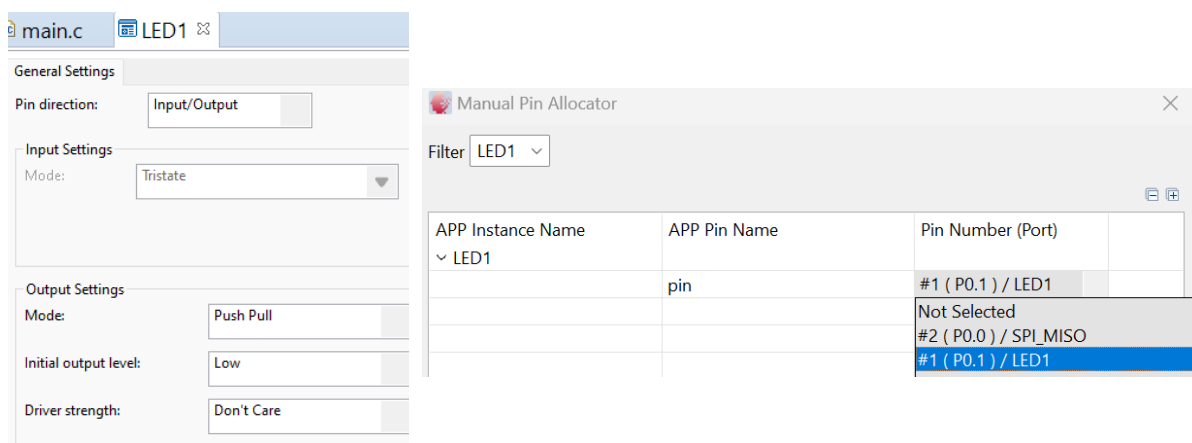 main.c
LED1
General Settings
Pin direction:
Input/Output
Input Settings
Mode:
Tristate
Output Settings
Mode:
Push Pull
Initial output level:
Low
Driver strength:
Don't Care
Manual Pin Allocator
Filter LED1
APP Instance Name
APP Pin Name
Pin Number (Port)
LED1
pin
#1 ( P0.1 ) / LED1
Not Selected
#2 ( P0.0 ) / SPI_MISO
#1 ( P0.1 ) / LED1